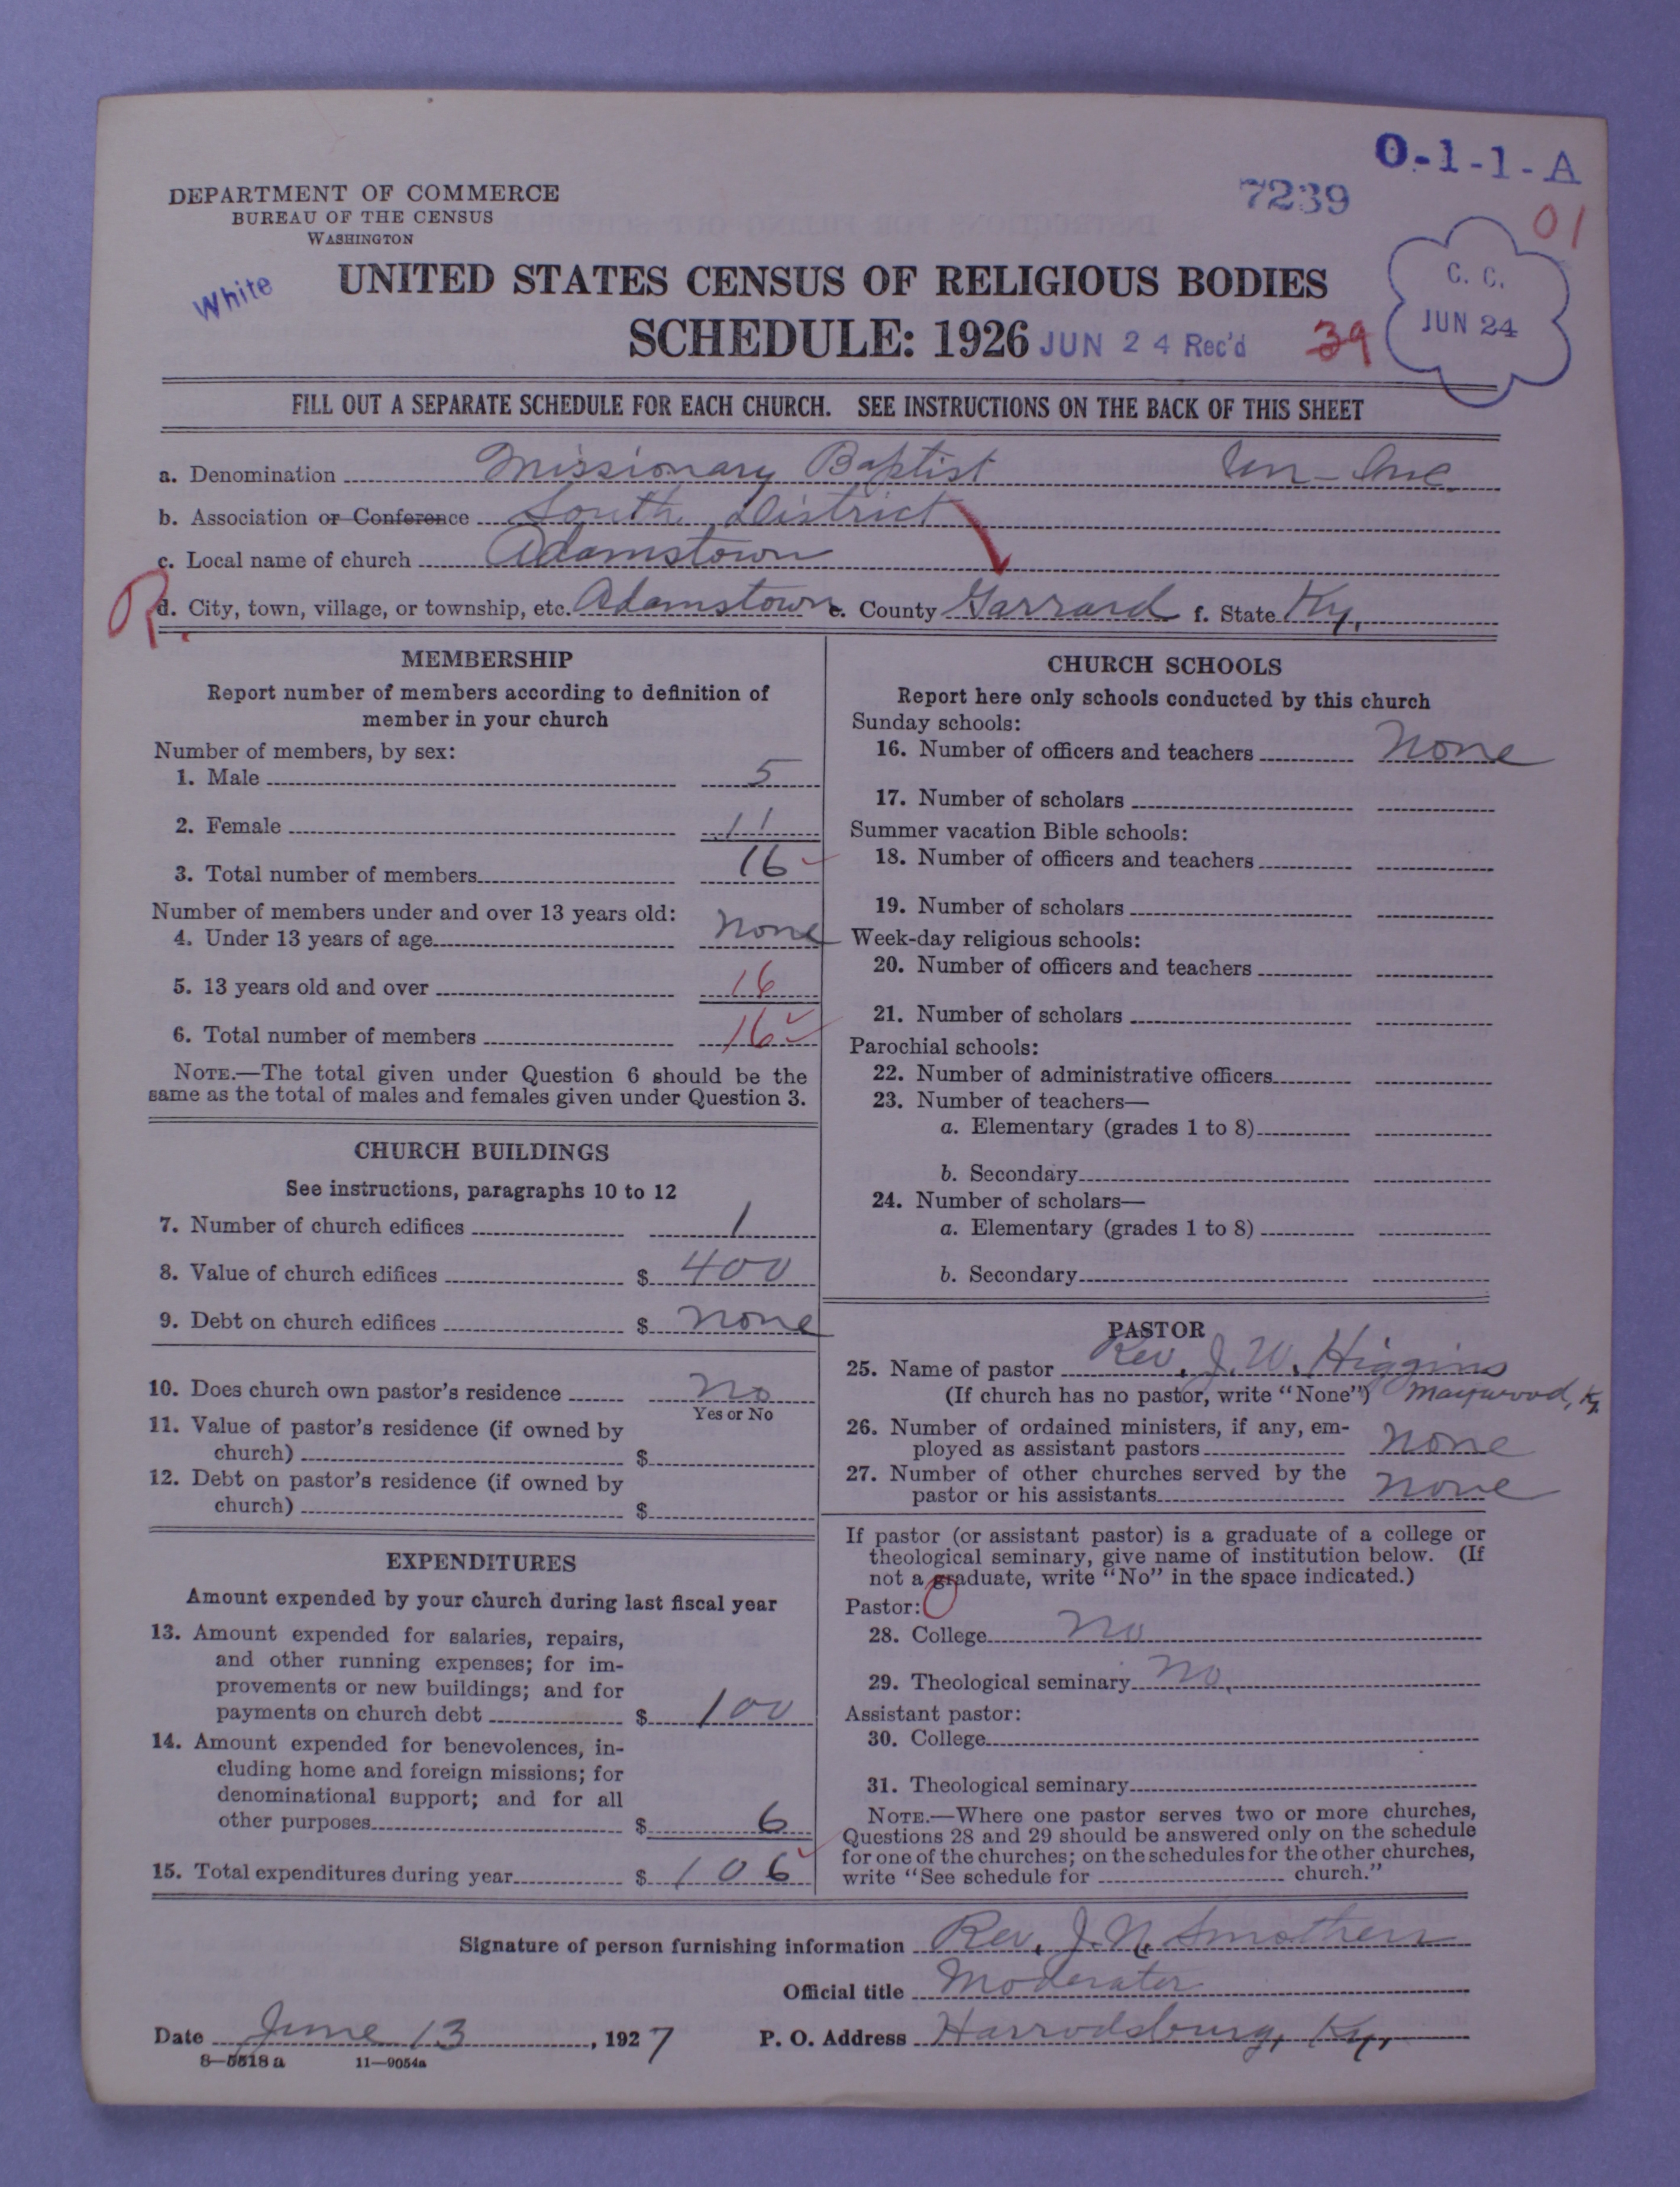 O-1-1-A
7239
01
DEPARTMENT OF COMMERCE
BUREAU OF THE CENSUS
WASHINGTON
White
C. C.
JUN 24
UNITED STATES CENSUS OF RELIGIOUS BODIES
SCHEDULE: 1926 JUN 24 Rec'd 39
FILL OUT A SEPARATE SCHEDULE FOR EACH CHURCH. SEE INSTRUCTIONS ON THE BACK OF THIS SHEET
a. Denomination Missionary Baptist
b. Association or Conference South District
c. Local name of church Adamstown
R
d. City, town, village, or township, etc. Adamstown e. County Garrard f. State Ky.
MEMBERSHIP
Report number of members according to definition of
member in your church
Number of members, by sex:
1. Male 5
2. Female 11
3. Total number of members 16
Number of members under and over 13 years old:
4. Under 13 years of age None
5. 13 years old and over 16
6. Total number of members 16
NOTE.—The total given under Question 6 should be the
same as the total of males and females given under Question 3.
CHURCH BUILDINGS
See instructions, paragraphs 10 to 12
7. Number of church edifices 1
8. Value of church edifices $ 400
9. Debt on church edifices $ None
10. Does church own pastor's residence No
Yes or No
11. Value of pastor's residence (if owned by
church) $
12. Debt on pastor's residence (if owned by
church) $
EXPENDITURES
Amount expended by your church during last fiscal year
13. Amount expended for salaries, repairs,
and other running expenses; for im-
provements or new buildings; and for
payments on church debt $ 100
14. Amount expended for benevolences, in-
cluding home and foreign missions; for
denominational support; and for all
other purposes $ 6
15. Total expenditures during year $ 106
CHURCH SCHOOLS
Report here only schools conducted by this church
Sunday schools:
16. Number of officers and teachers None
17. Number of scholars
Summer vacation Bible schools:
18. Number of officers and teachers
19. Number of scholars
Week-day religious schools:
20. Number of officers and teachers
21. Number of scholars
Parochial schools:
22. Number of administrative officers
23. Number of teachers—
a. Elementary (grades 1 to 8)
b. Secondary
24. Number of scholars—
a. Elementary (grades 1 to 8)
b. Secondary
PASTOR
25. Name of pastor Rev. J. W. Higgins
(If church has no pastor, write "None") Maywood, Ky.
26. Number of ordained ministers, if any, em-
ployed as assistant pastors None
27. Number of other churches served by the
pastor or his assistants None
If pastor (or assistant pastor) is a graduate of a college or
theological seminary, give name of institution below. (If
not a graduate, write "No" in the space indicated.)
Pastor: 0
28. College No
29. Theological seminary No.
Assistant pastor:
30. College
31. Theological seminary
NOTE.—Where one pastor serves two or more churches,
Questions 28 and 29 should be answered only on the schedule
for one of the churches; on the schedules for the other churches,
write "See schedule for church."
Signature of person furnishing information Rev. J. N. Smothers
Official title Moderator
Date June 13, 1927 P. O. Address Harrodsburg, Ky.
8-5518a 11-9054a